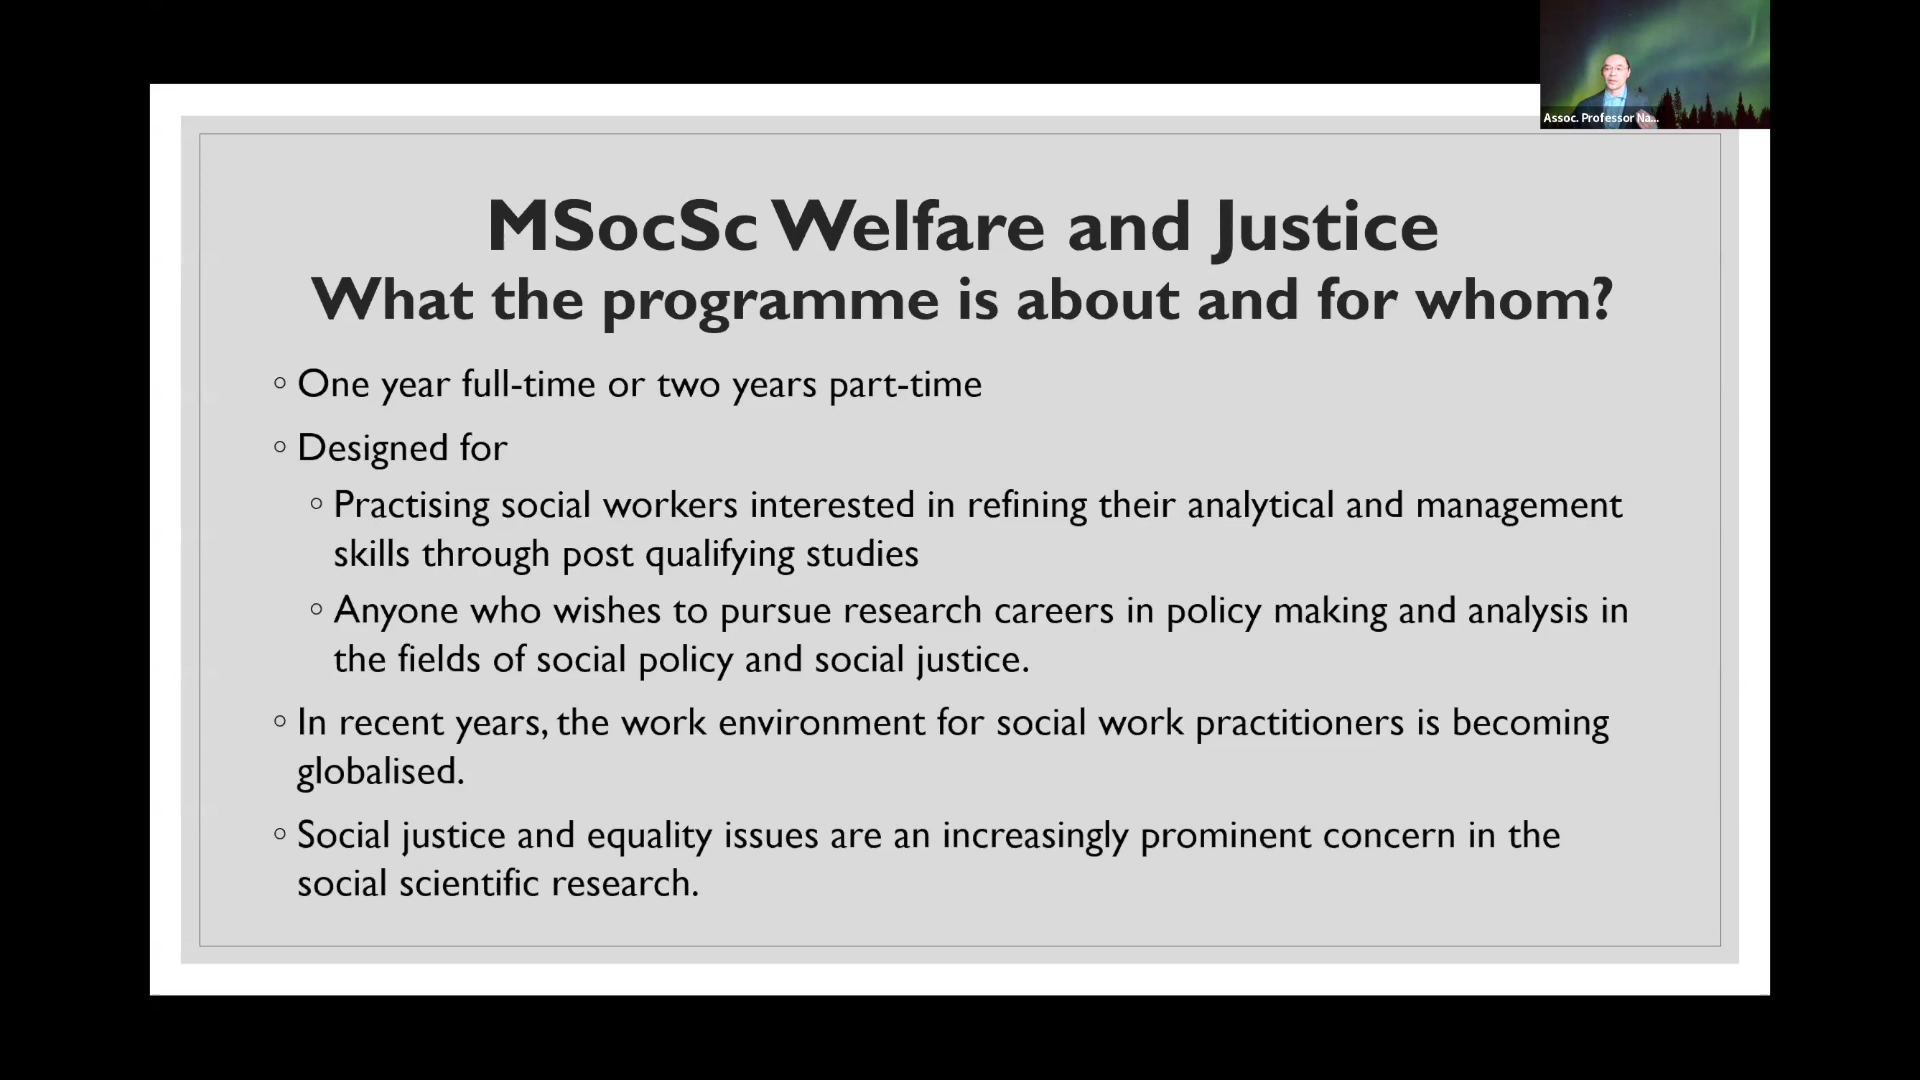 Assoc. Professor Na...
MSocSc Welfare and Justice
What the programme is about and for whom?
One year full-time or two years part-time
Designed for
Practising social workers interested in refining their analytical and management
skills through post qualifying studies
Anyone who wishes to pursue research careers in policy making and analysis in
the fields of social policy and social justice.
In recent years, the work environment for social work practitioners is becoming
globalised.
Social justice and equality issues are an increasingly prominent concern in the
social scientific research.